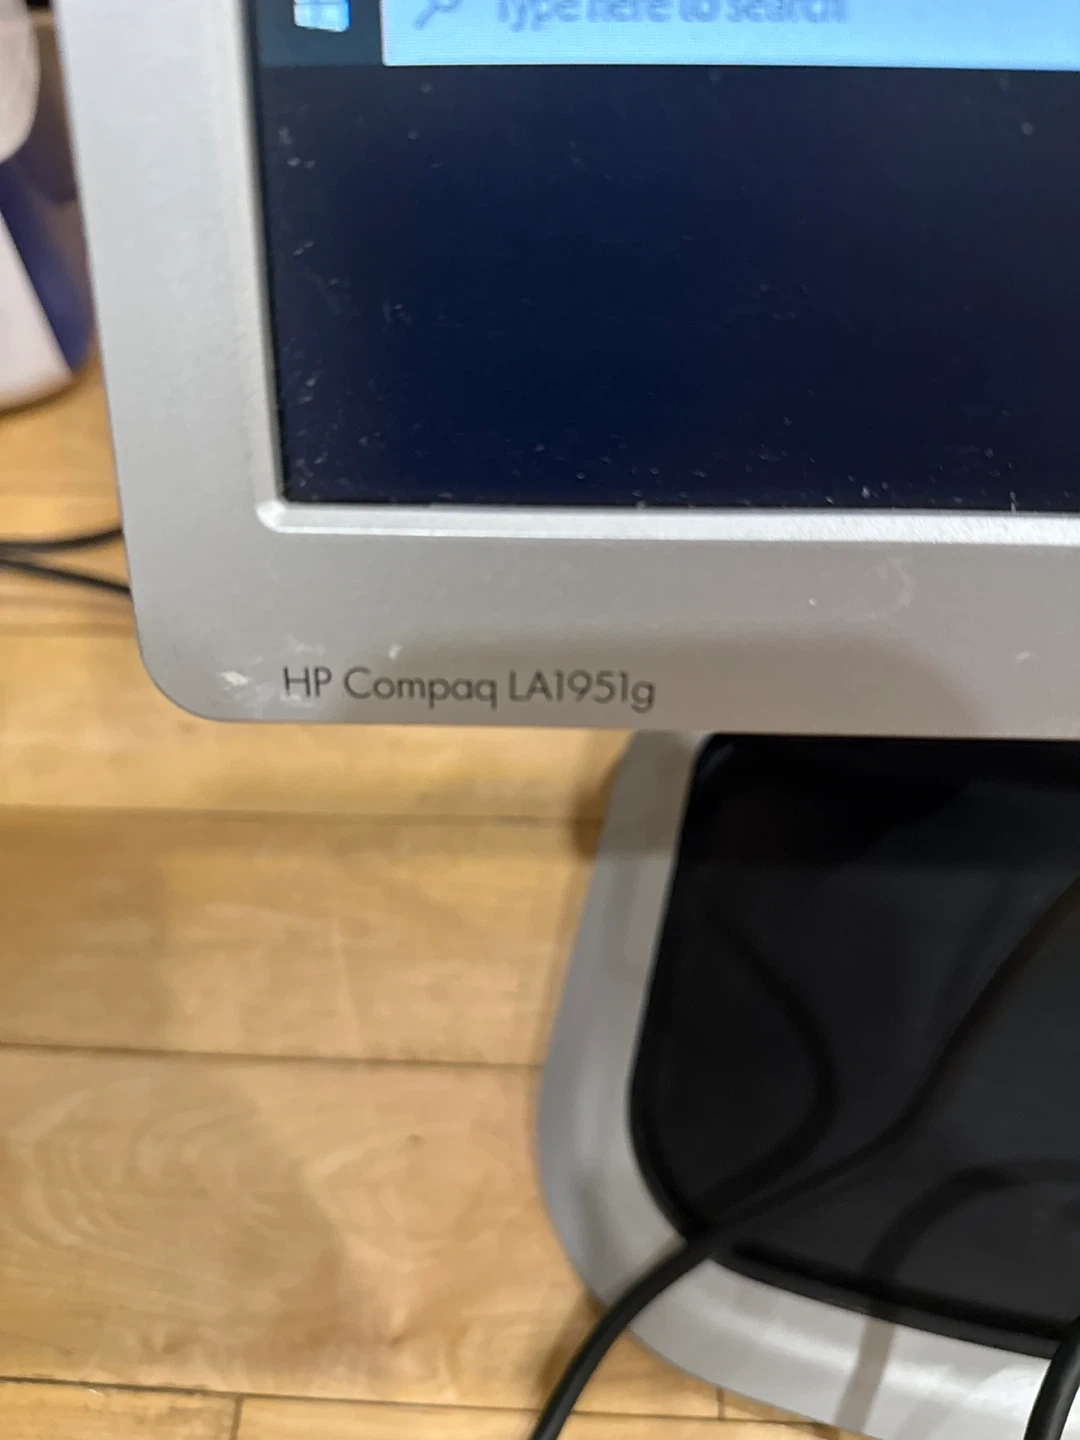 Type here to search
HP Compaq LA1951g